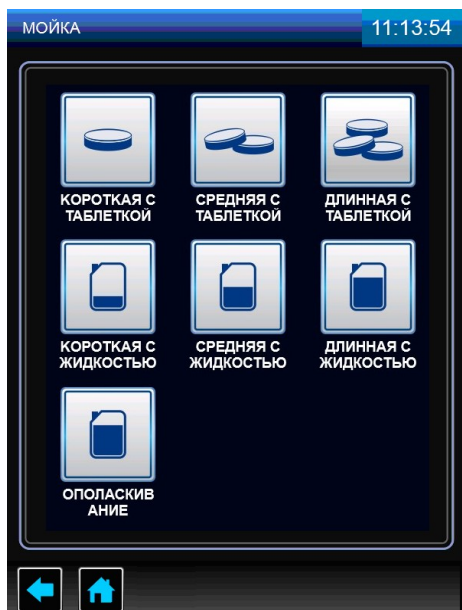 МОЙКА 11:13:54
КОРОТКАЯ С ТАБЛЕТКОЙ
СРЕДНЯЯ С ТАБЛЕТКОЙ
ДЛИННАЯ С ТАБЛЕТКОЙ
КОРОТКАЯ С ЖИДКОСТЬЮ
СРЕДНЯЯ С ЖИДКОСТЬЮ
ДЛИННАЯ С ЖИДКОСТЬЮ
ОПОЛАСКИВ
АНИЕ